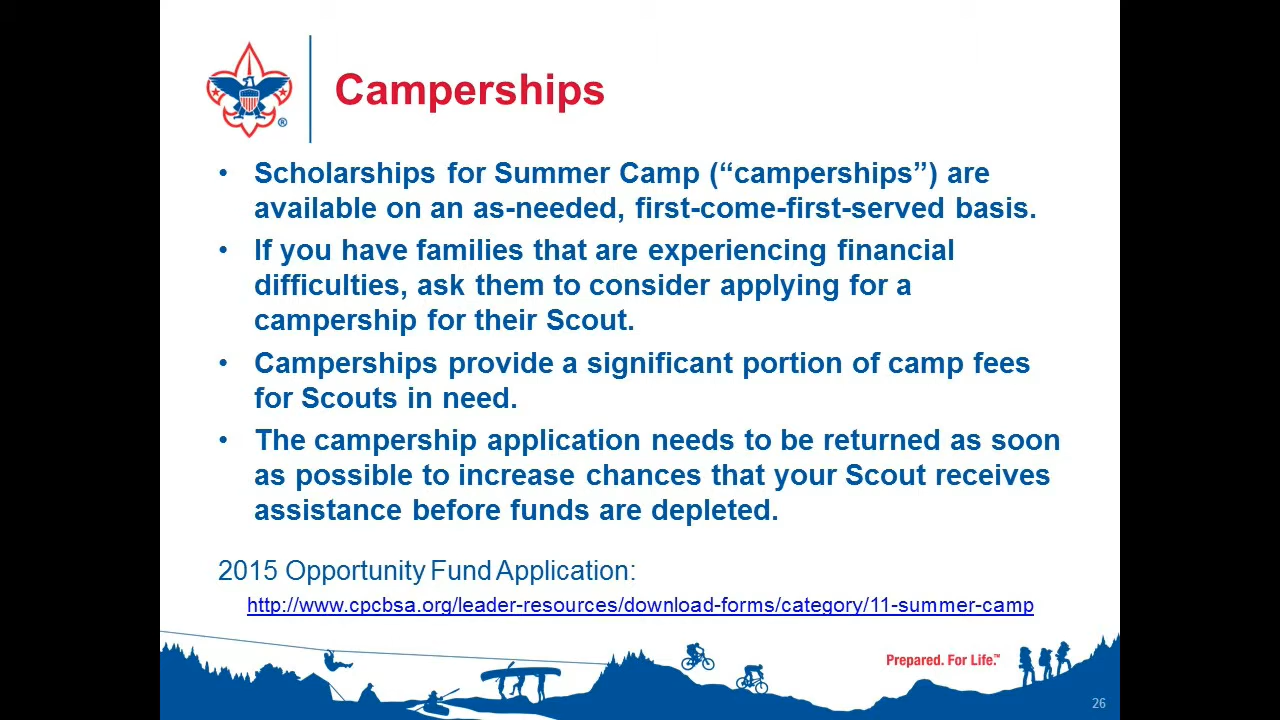 Camperships
• Scholarships for Summer Camp (“camperships”) are
available on an as-needed, first-come-first-served basis.
• If you have families that are experiencing financial
difficulties, ask them to consider applying for a
campership for their Scout.
• Camperships provide a significant portion of camp fees
for Scouts in need.
• The campership application needs to be returned as soon
as possible to increase chances that your Scout receives
assistance before funds are depleted.
2015 Opportunity Fund Application:
http://www.cpcbsa.org/leader-resources/download-forms/category/11-summer-camp
Prepared. For Life.™
26